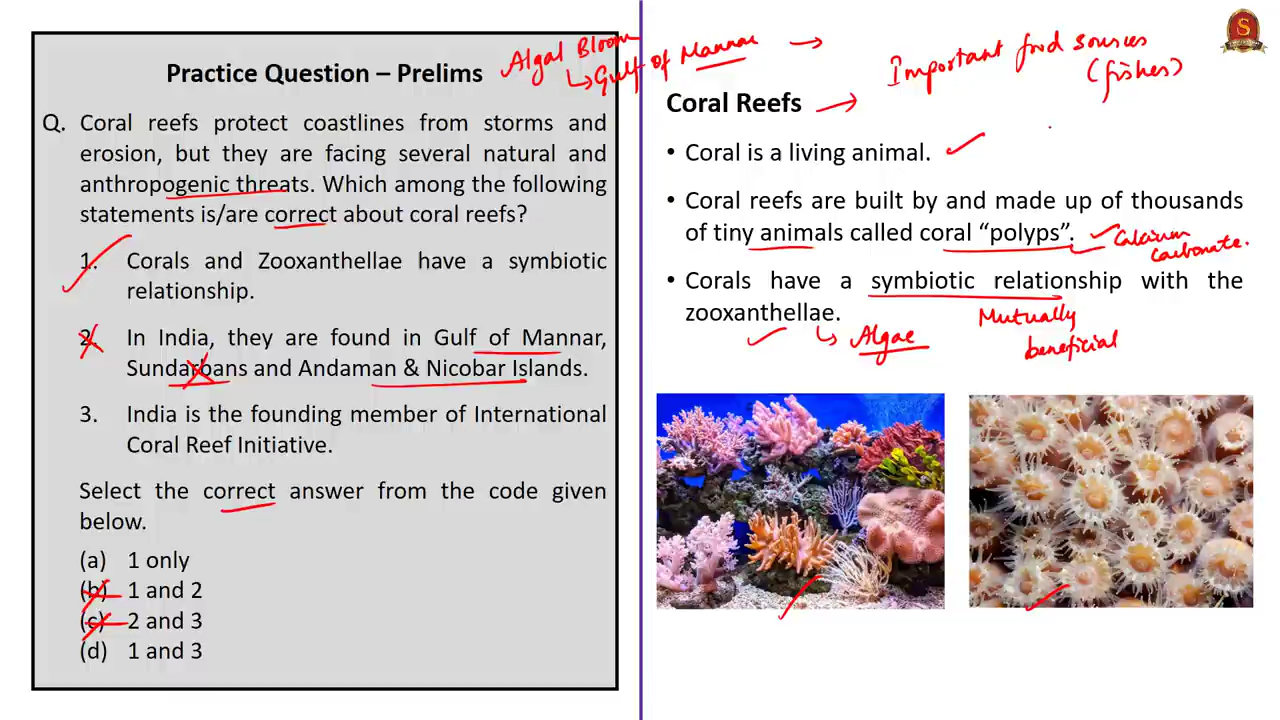 Practice Question – Prelims
Algal Bloom
↳ Gulf of Mannar →
Q. Coral reefs protect coastlines from storms and
erosion, but they are facing several natural and
anthropogenic threats. Which among the following
statements is/are correct about coral reefs?
1. Corals and Zooxanthellae have a symbiotic
relationship.
2. In India, they are found in Gulf of Mannar,
Sundarbans and Andaman & Nicobar Islands.
3. India is the founding member of International
Coral Reef Initiative.
Select the correct answer from the code given
below.
(a) 1 only
(b) 1 and 2
(c) 2 and 3
(d) 1 and 3
S
Important food sources
(fishes)
Coral Reefs →
• Coral is a living animal.
• Coral reefs are built by and made up of thousands
of tiny animals called coral “polyps”.
Calcium
carbonate.
• Corals have a symbiotic relationship with the
zooxanthellae.
↳ Algae
Mutually
beneficial